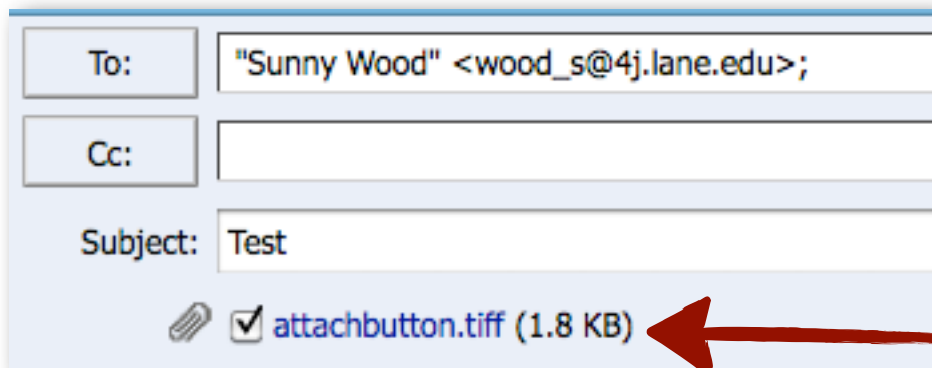 To: "Sunny Wood" <wood_s@4j.lane.edu>;
Cc:
Subject: Test
attachbutton.tiff (1.8 KB)